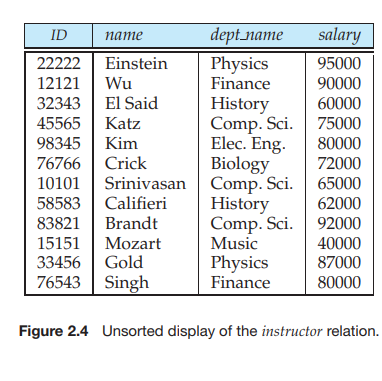 ID name dept_name salary
22222 Einstein Physics 95000
12121 Wu Finance 90000
32343 El Said History 60000
45565 Katz Comp. Sci. 75000
98345 Kim Elec. Eng. 80000
76766 Crick Biology 72000
10101 Srinivasan Comp. Sci. 65000
58583 Califieri History 62000
83821 Brandt Comp. Sci. 92000
15151 Mozart Music 40000
33456 Gold Physics 87000
76543 Singh Finance 80000
Figure 2.4 Unsorted display of the instructor relation.